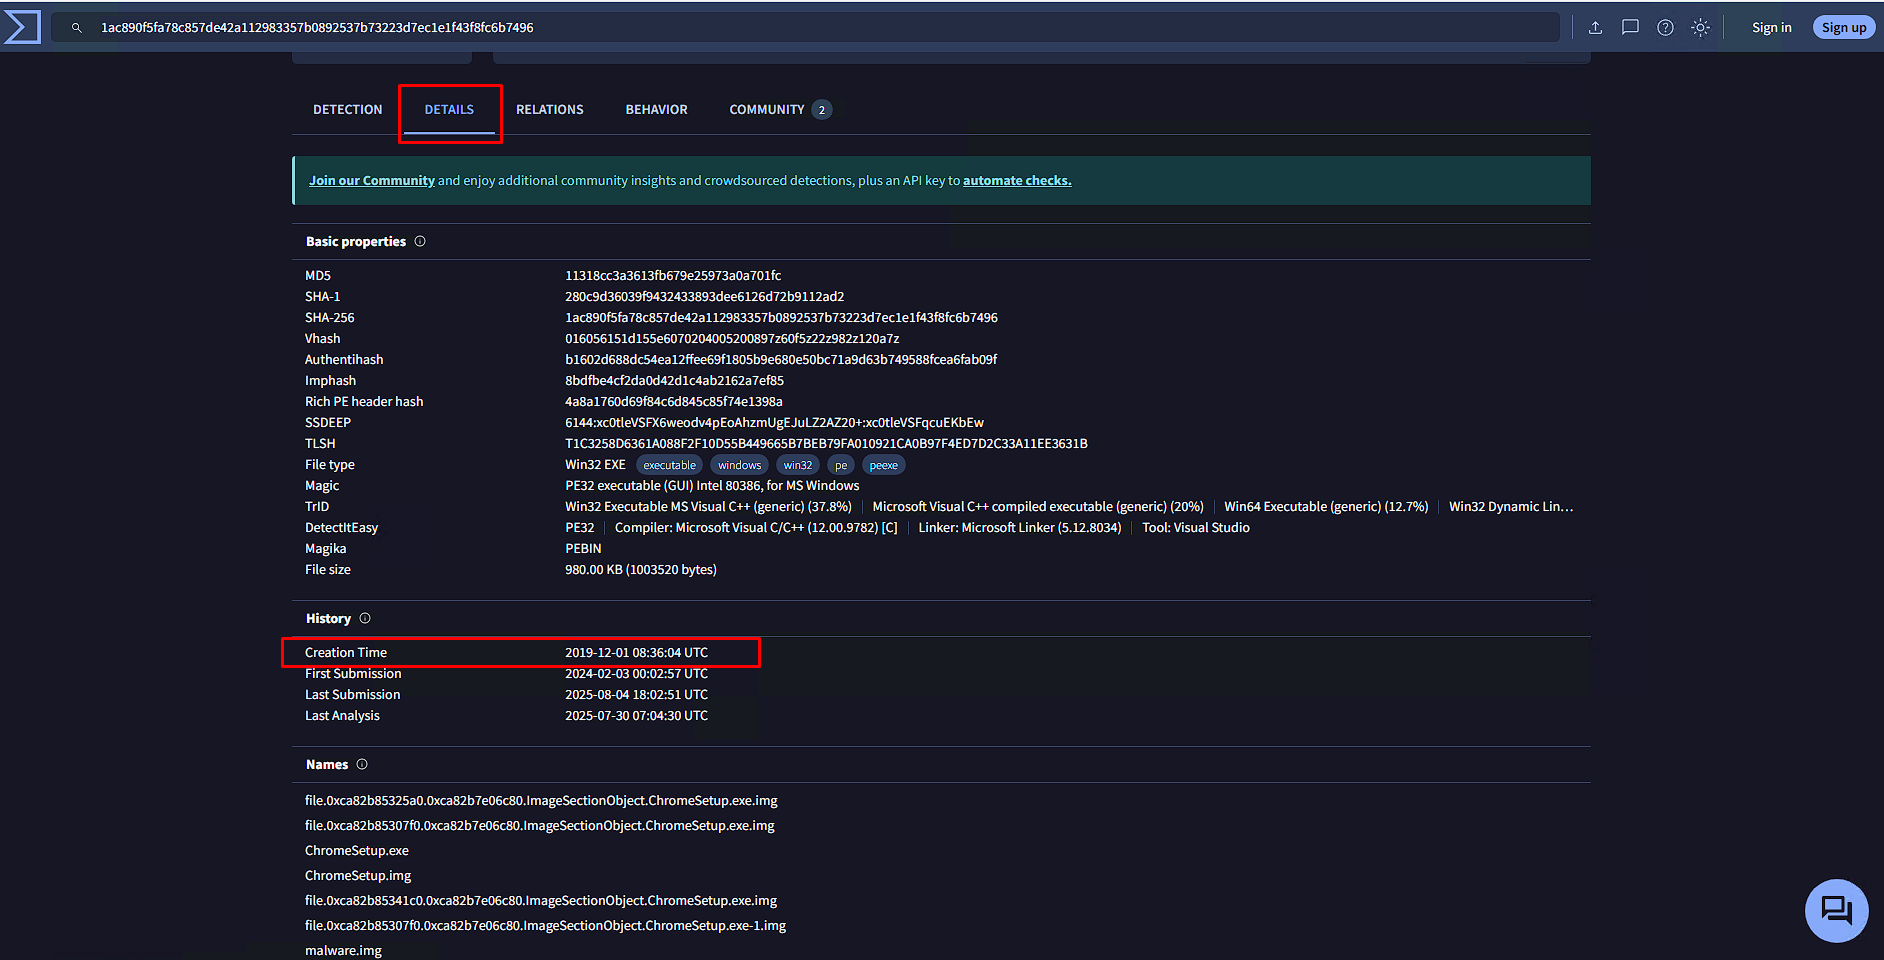 1ac890f5fa78c857de42a112983357b0892537b73223d7ec1e1f43f8fc6b7496
Sign in
Sign up
DETECTION DETAILS RELATIONS BEHAVIOR COMMUNITY 2
Join our Community and enjoy additional community insights and crowdsourced detections, plus an API key to automate checks.
Basic properties
MD5 11318cc3a3613fb679e25973a0a701fc
SHA-1 280c9d36039f9432433893dee6126d72b9112ad2
SHA-256 1ac890f5fa78c857de42a112983357b0892537b73223d7ec1e1f43f8fc6b7496
Vhash 016056151d155e6070204005200897z60f5z22z982z120a7z
Authentihash b1602d688dc54ea12ffee69f1805b9e680e50bc71a9d63b749588fcea6fab09f
Imphash 8bdfbe4cf2da0d42d1c4ab2162a7ef85
Rich PE header hash 4a8a1760d69f84c6d845c85f74e1398a
SSDEEP 6144:xc0tleVSFX6weodv4pEoAhzmUgEJuLZ2AZ20+:xc0tleVSFqcuEKbEw
TLSH T1C3258D6361A088F2F10D55B449665B7BEB79FA010921CA0B97F4ED7D2C33A11EE3631B
File type Win32 EXE executable windows win32 pe peexe
Magic PE32 executable (GUI) Intel 80386, for MS Windows
TrID Win32 Executable MS Visual C++ (generic) (37.8%) Microsoft Visual C++ compiled executable (generic) (20%) Win64 Executable (generic) (12.7%) Win32 Dynamic Lin…
DetectItEasy PE32 Compiler: Microsoft Visual C/C++ (12.00.9782) [C] Linker: Microsoft Linker (5.12.8034) Tool: Visual Studio
Magika PEBIN
File size 980.00 KB (1003520 bytes)
History
Creation Time 2019-12-01 08:36:04 UTC
First Submission 2024-02-03 00:02:57 UTC
Last Submission 2025-08-04 18:02:51 UTC
Last Analysis 2025-07-30 07:04:30 UTC
Names
file.0xca82b85325a0.0xca82b7e06c80.ImageSectionObject.ChromeSetup.exe.img
file.0xca82b85307f0.0xca82b7e06c80.ImageSectionObject.ChromeSetup.exe.img
ChromeSetup.exe
ChromeSetup.img
file.0xca82b85341c0.0xca82b7e06c80.ImageSectionObject.ChromeSetup.exe.img
file.0xca82b85307f0.0xca82b7e06c80.ImageSectionObject.ChromeSetup.exe-1.img
malware.img